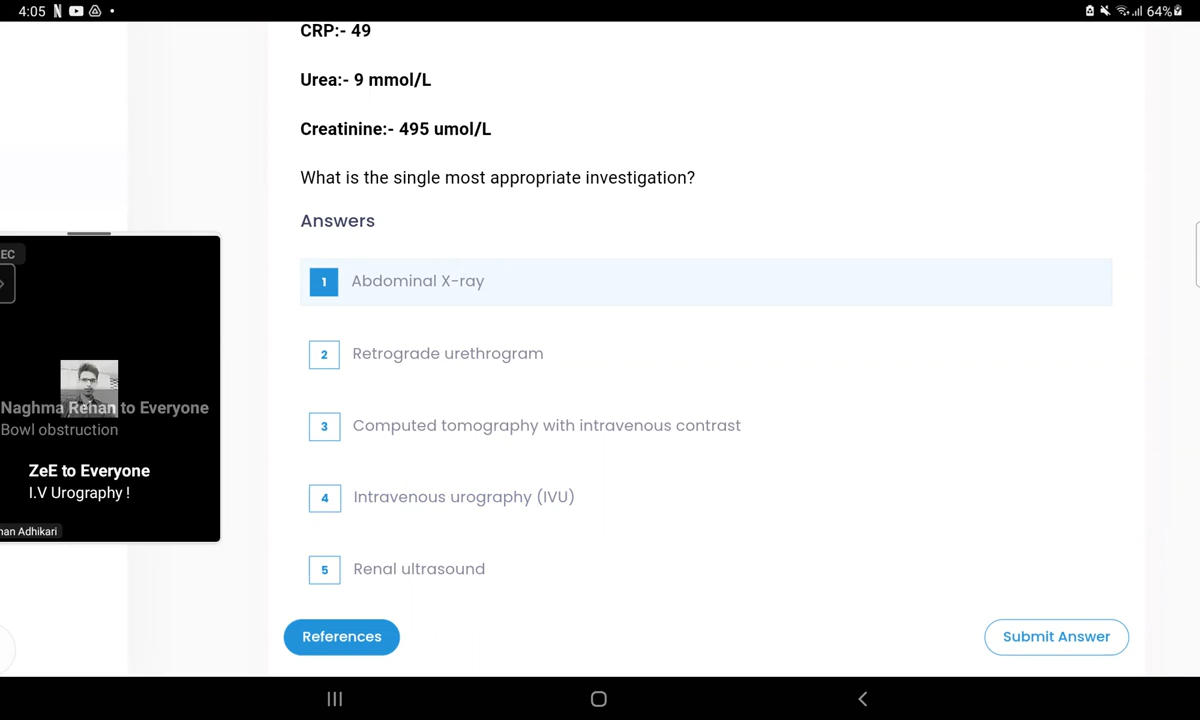 4:05
64%
CRP:- 49
Urea:- 9 mmol/L
Creatinine:- 495 umol/L
What is the single most appropriate investigation?
Answers
1 Abdominal X-ray
2 Retrograde urethrogram
3 Computed tomography with intravenous contrast
4 Intravenous urography (IVU)
5 Renal ultrasound
References
Submit Answer
EC
Naghma Rehan to Everyone
Bowl obstruction
ZeE to Everyone
I.V Urography !
han Adhikari